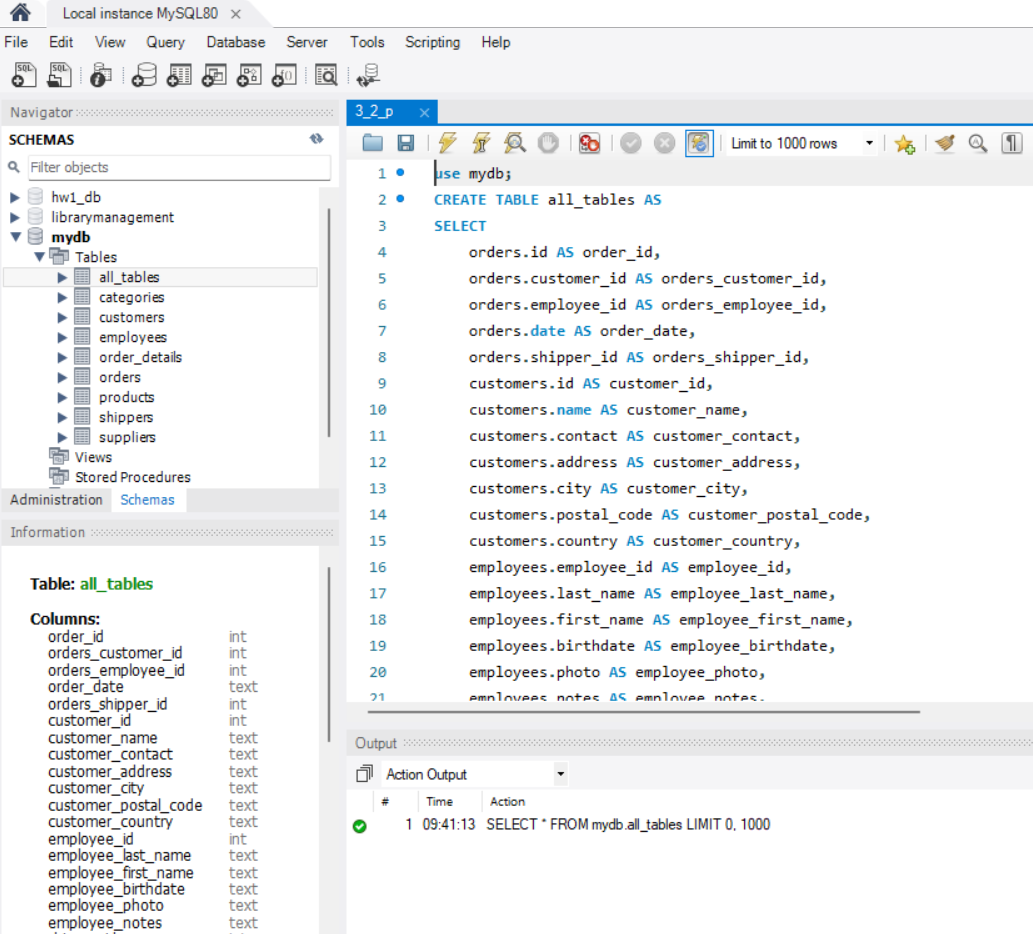 Local instance MySQL80 ×
File Edit View Query Database Server Tools Scripting Help
Navigator
SCHEMAS
Filter objects
hw1_db
librarymanagement
mydb
Tables
all_tables
categories
customers
employees
order_details
orders
products
shippers
suppliers
Views
Stored Procedures
Administration Schemas
Information
Table: all_tables
Columns:
order_id int
orders_customer_id int
orders_employee_id int
order_date text
orders_shipper_id int
customer_id int
customer_name text
customer_contact text
customer_address text
customer_city text
customer_postal_code text
customer_country text
employee_id int
employee_last_name text
employee_first_name text
employee_birthdate text
employee_photo text
employee_notes text
3_2_p ×
Limit to 1000 rows
1 use mydb;
2 CREATE TABLE all_tables AS
3 SELECT
4 orders.id AS order_id,
5 orders.customer_id AS orders_customer_id,
6 orders.employee_id AS orders_employee_id,
7 orders.date AS order_date,
8 orders.shipper_id AS orders_shipper_id,
9 customers.id AS customer_id,
10 customers.name AS customer_name,
11 customers.contact AS customer_contact,
12 customers.address AS customer_address,
13 customers.city AS customer_city,
14 customers.postal_code AS customer_postal_code,
15 customers.country AS customer_country,
16 employees.employee_id AS employee_id,
17 employees.last_name AS employee_last_name,
18 employees.first_name AS employee_first_name,
19 employees.birthdate AS employee_birthdate,
20 employees.photo AS employee_photo,
21 employees.notes AS employee_notes,
Output
Action Output
# Time Action
1 09:41:13 SELECT * FROM mydb.all_tables LIMIT 0, 1000